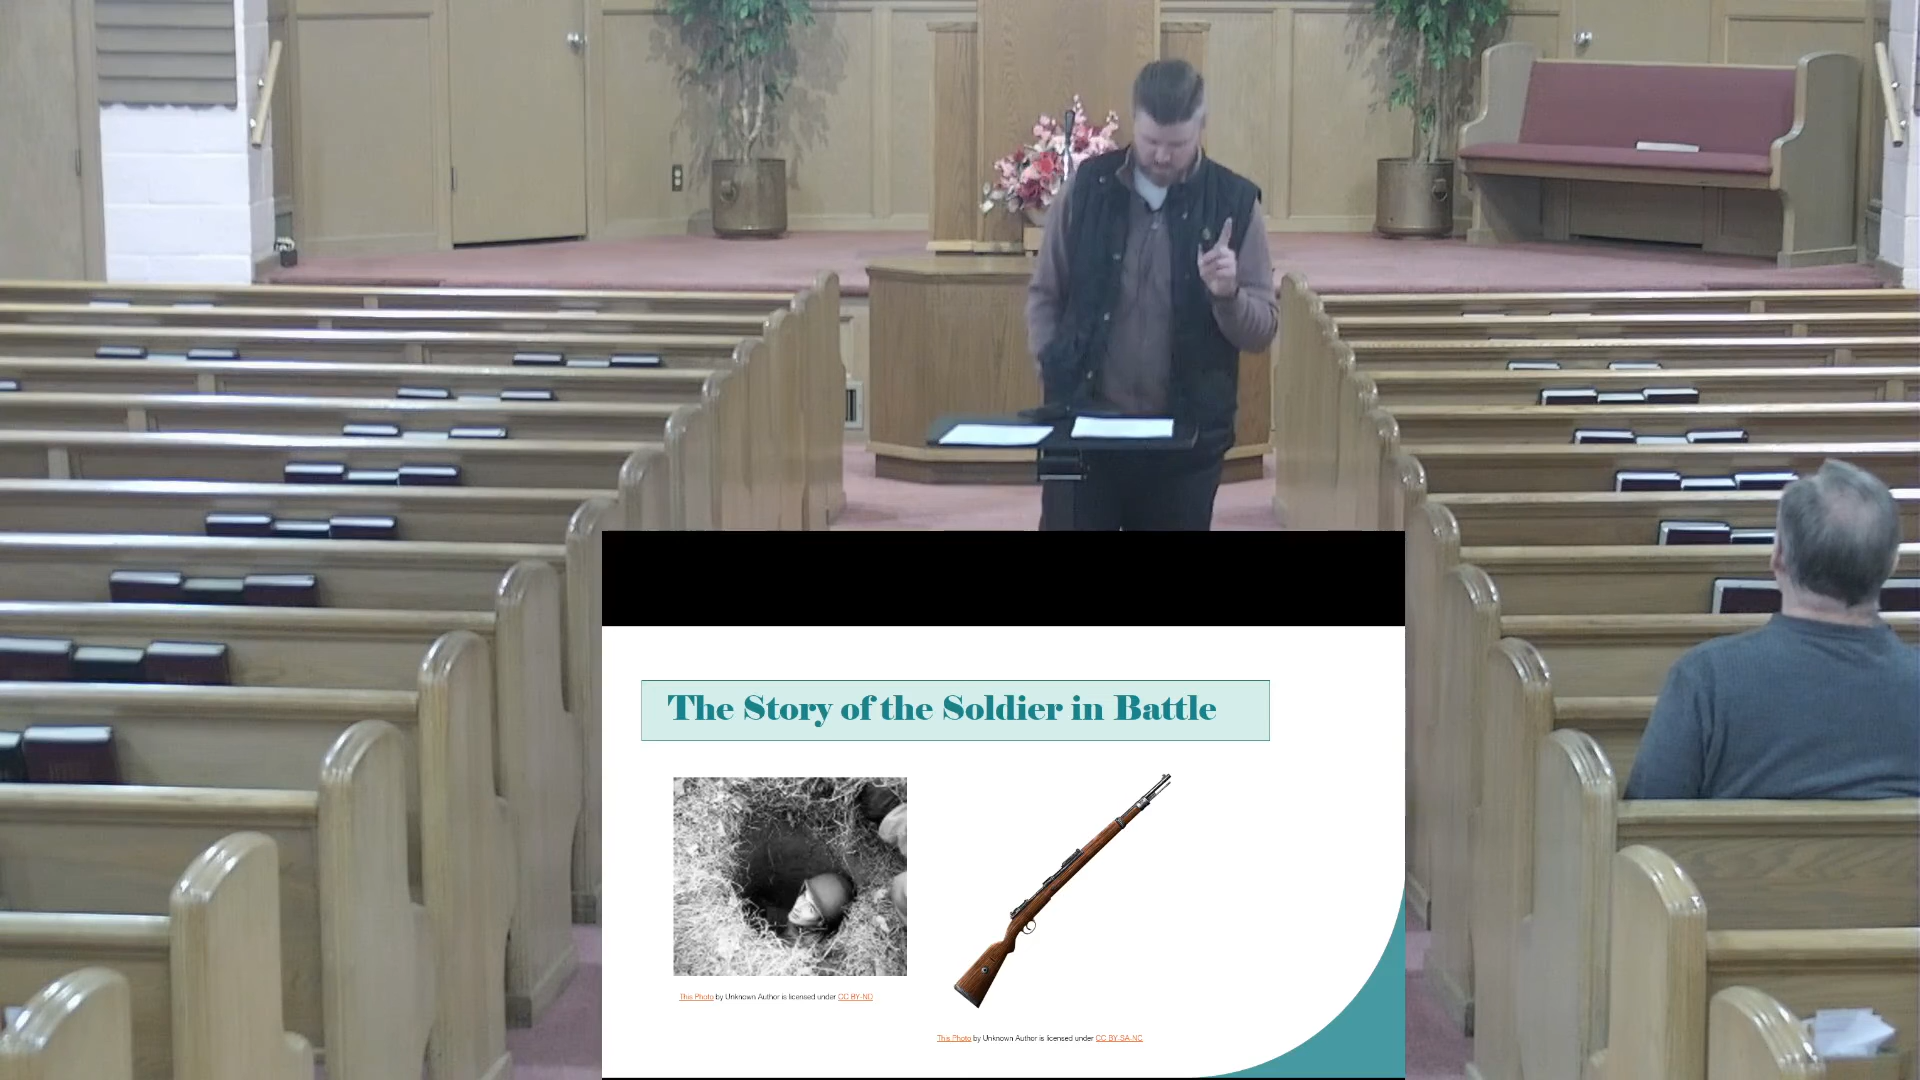 The Story of the Soldier in Battle
This Photo by Unknown Author is licensed under CC BY-ND
This Photo by Unknown Author is licensed under CC BY-SA-NC